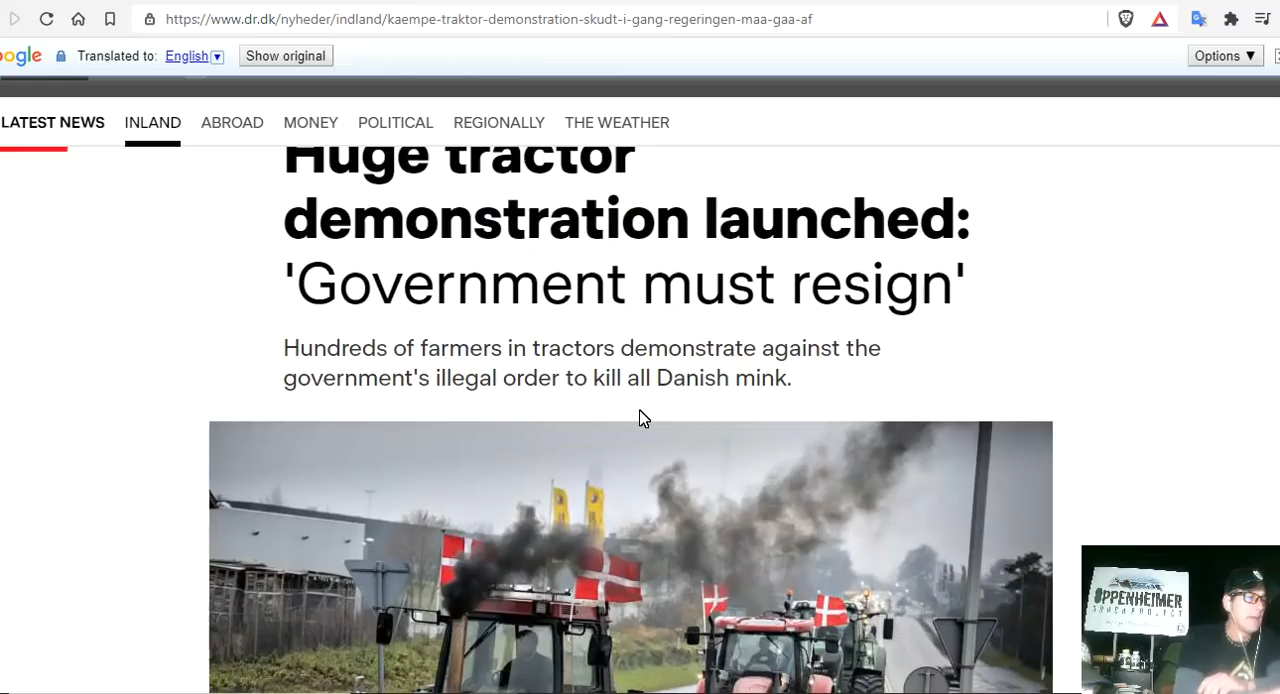 https://www.dr.dk/nyheder/indland/kaempe-traktor-demonstration-skudt-i-gang-regeringen-maa-gaa-af
Translated to: English Show original Options ▼
LATEST NEWS INLAND ABROAD MONEY POLITICAL REGIONALLY THE WEATHER
Huge tractor
demonstration launched:
'Government must resign'
Hundreds of farmers in tractors demonstrate against the
government's illegal order to kill all Danish mink.
OPPENHEIMER